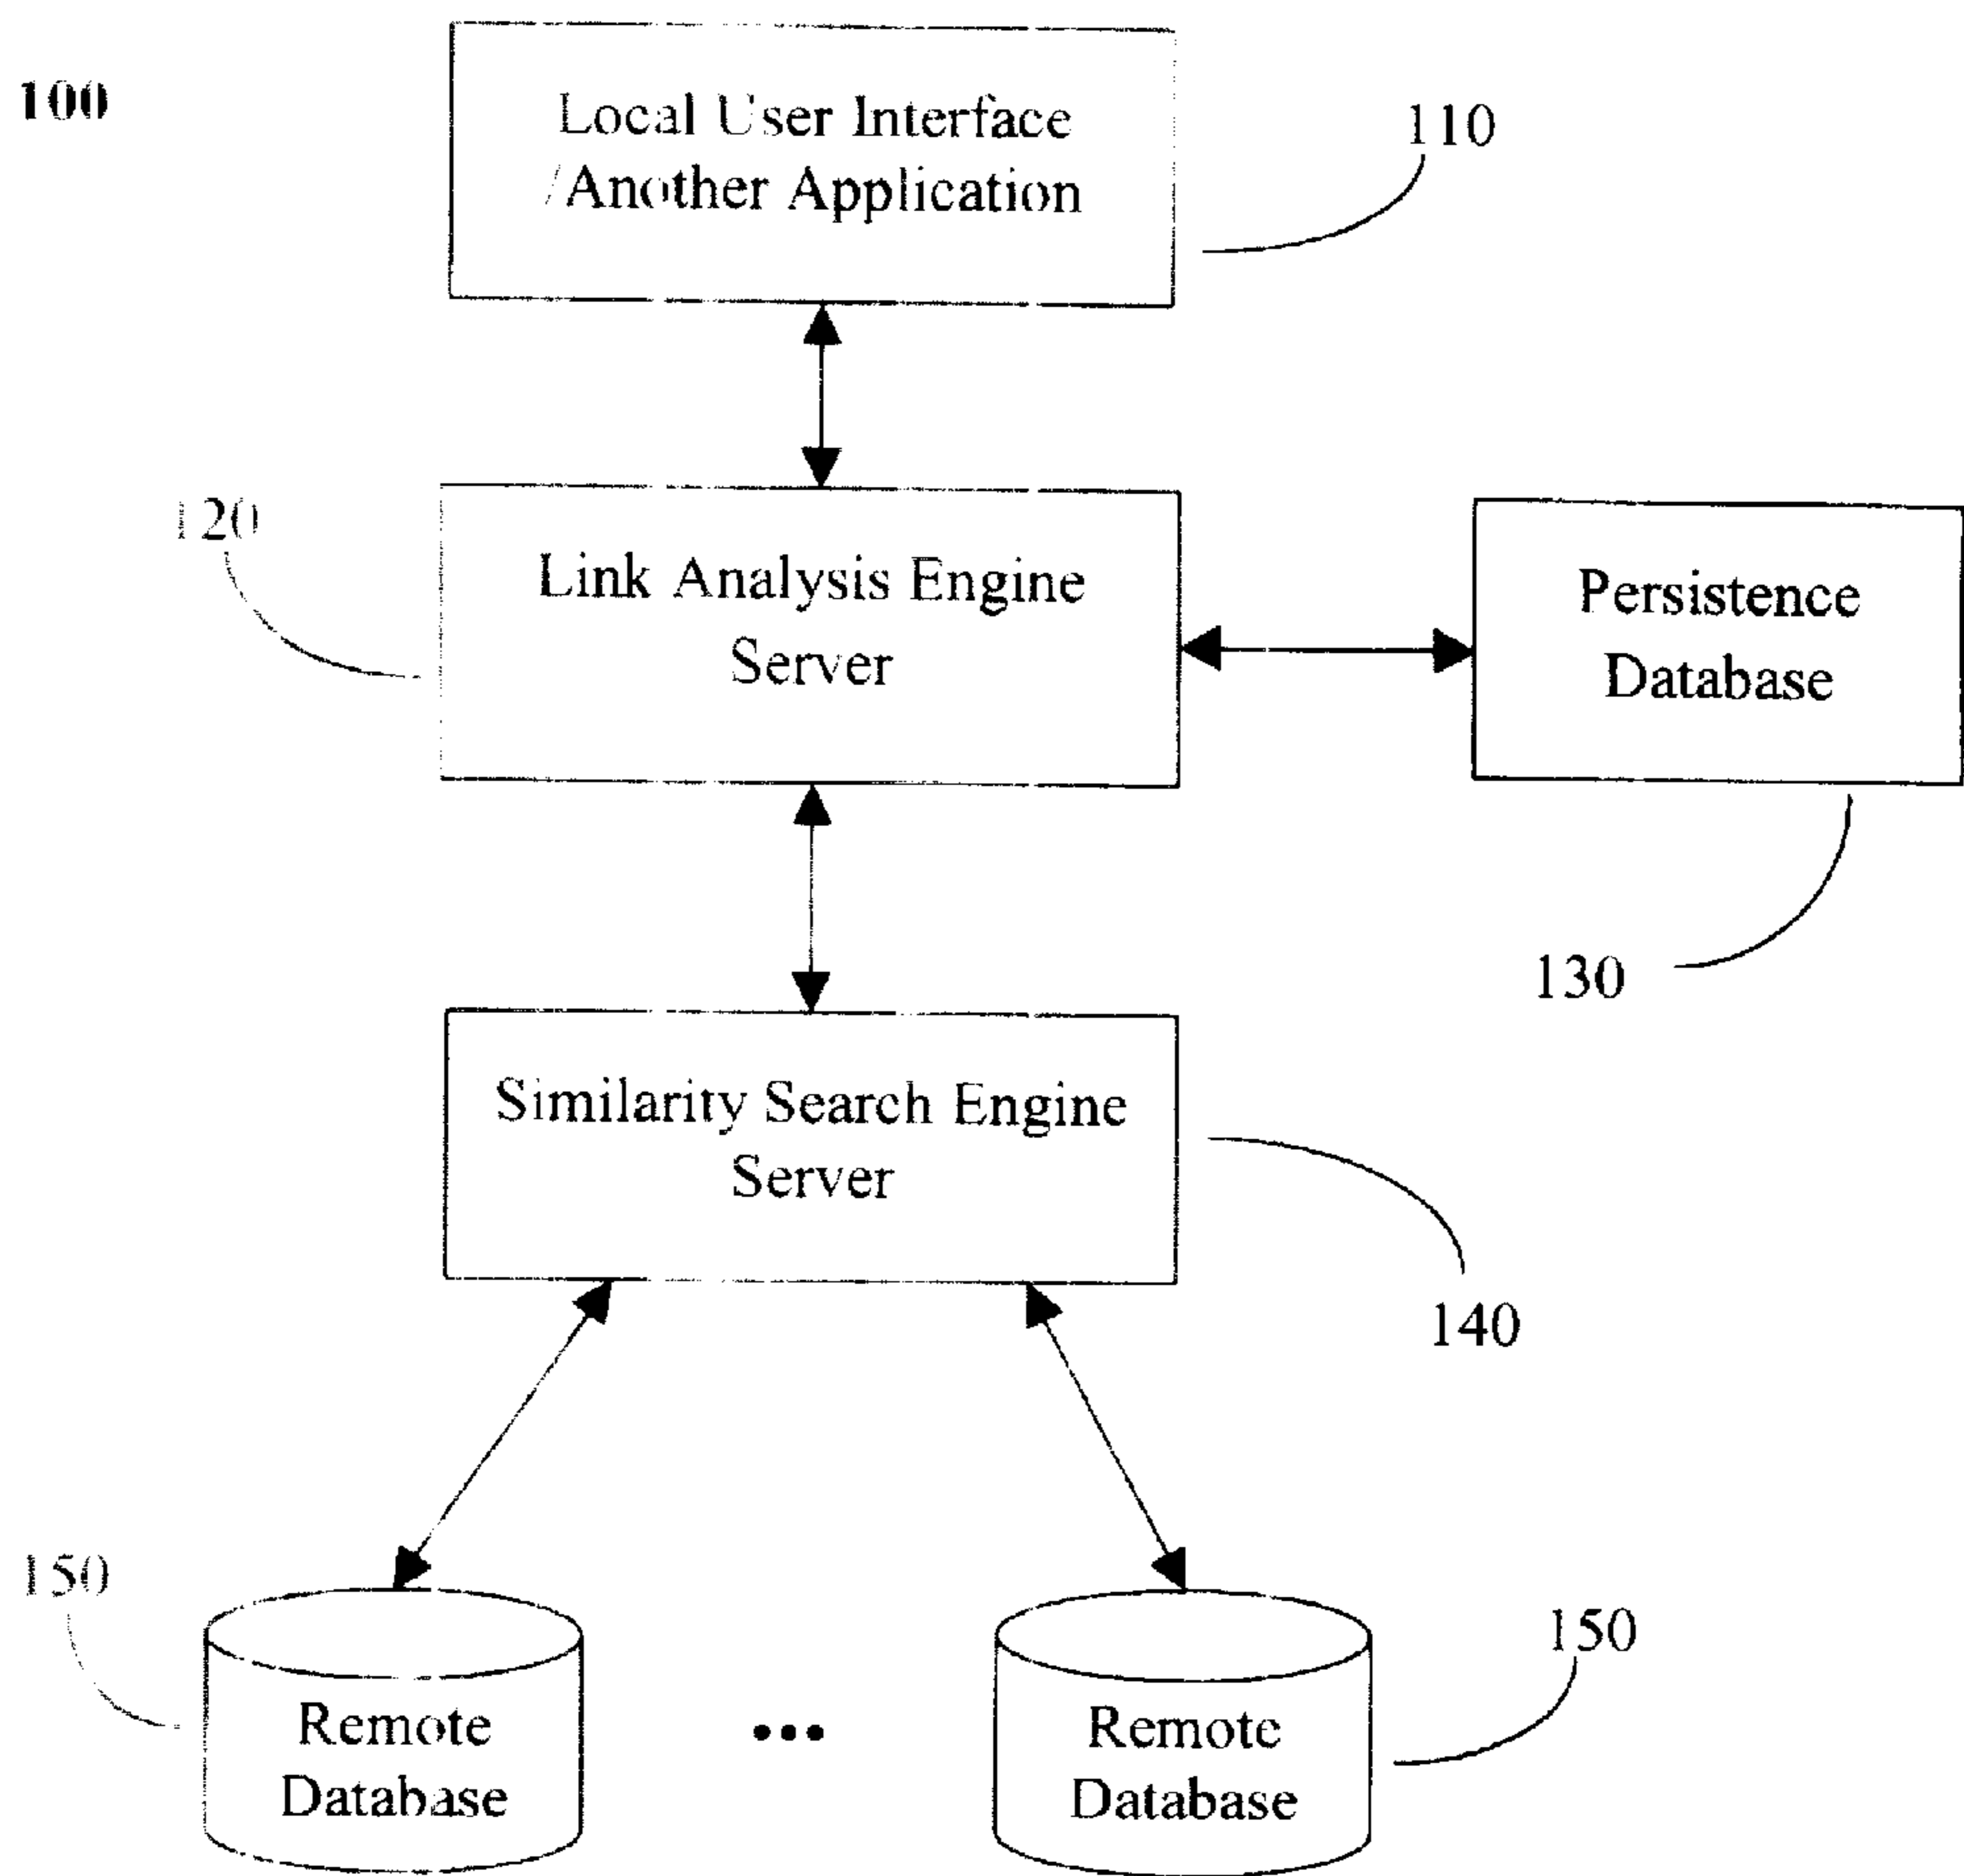 100
Local User Interface
/Another Application
110
120
Link Analysis Engine
Server
Persistence
Database
130
Similarity Search Engine
Server
140
150
Remote
Database
...
Remote
Database
150